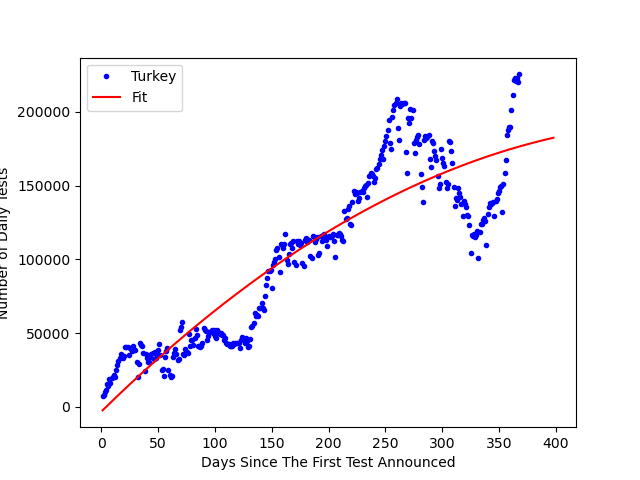 Turkey
Fit
200000
150000
100000
50000
0
0 50 100 150 200 250 300 350 400
Days Since The First Test Announced
Number of Daily Tests